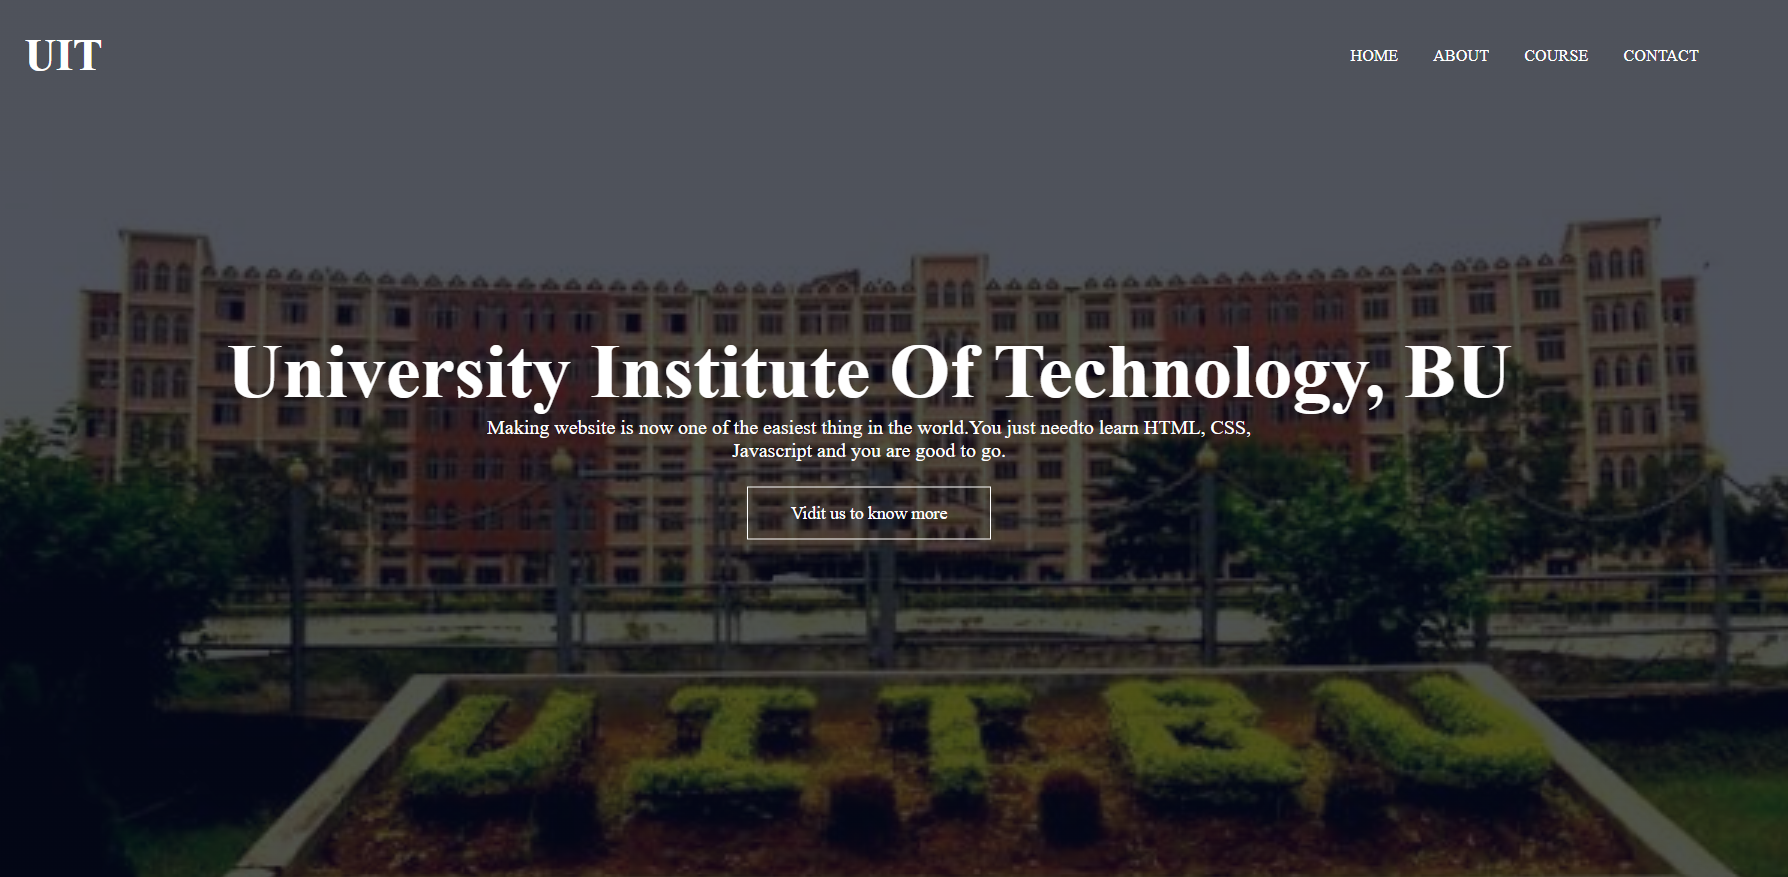 UIT
HOME ABOUT COURSE CONTACT
University Institute Of Technology, BU
Making website is now one of the easiest thing in the world.You just needto learn HTML, CSS,
Javascript and you are good to go.
Vidit us to know more
UIT BU